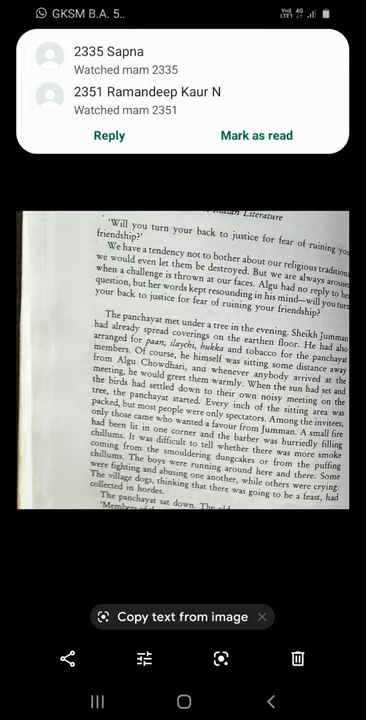 GKSM B.A. 5..
Vo)) 4G
LTE1
2335 Sapna
Watched mam 2335
2351 Ramandeep Kaur N
Watched mam 2351
Reply Mark as read
Indian Literature
'Will you turn your back to justice for fear of ruining you
friendship?'
We have a tendency not to bother about our religious traditions
we would even let them be destroyed. But we are always arouse
when a challenge is thrown at our faces. Algu had no reply to her
question, but her words kept resounding in his mind—will you turn
your back to justice for fear of ruining your friendship?
The panchayat met under a tree in the evening. Sheikh Jumman
had already spread coverings on the earthen floor. He had also
arranged for paan, ilaychi, hukka and tobacco for the panchayat
members. Of course, he himself was sitting some distance away
from Algu Chowdhari, and whenever anybody arrived at the
meeting, he would greet them warmly. When the sun had set and
the birds had settled down to their own noisy meeting on the
tree, the panchayat started. Every inch of the sitting area was
packed, but most people were only spectators. Among the invitees,
only those came who wanted a favour from Jumman. A small fire
had been lit in one corner and the barber was hurriedly filling
chillums. It was difficult to tell whether there was more smoke
coming from the smouldering dungcakes or from the puffing
chillums. The boys were running around here and there. Some
were fighting and abusing one another, while others were crying.
The village dogs, thinking that there was going to be a feast, had
collected in hordes.
The panchayat sat down. The
'Members of
Copy text from image